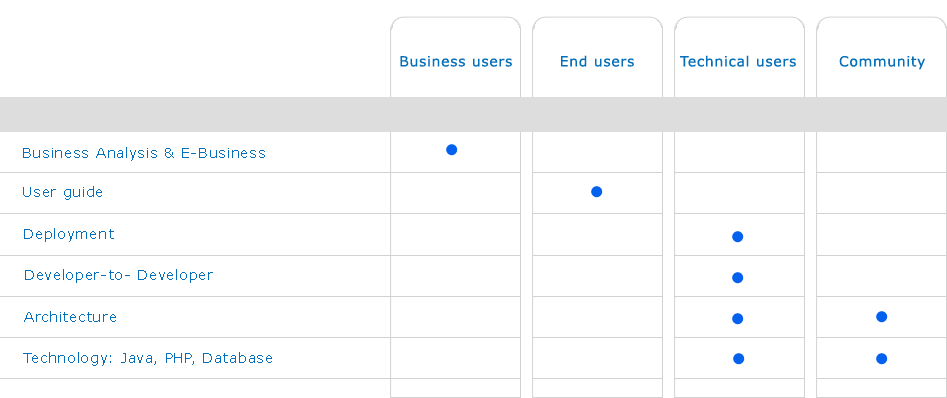 Business users
End users
Technical users
Community
Business Analysis & E-Business
User guide
Deployment
Developer-to- Developer
Architecture
Technology: Java, PHP, Database